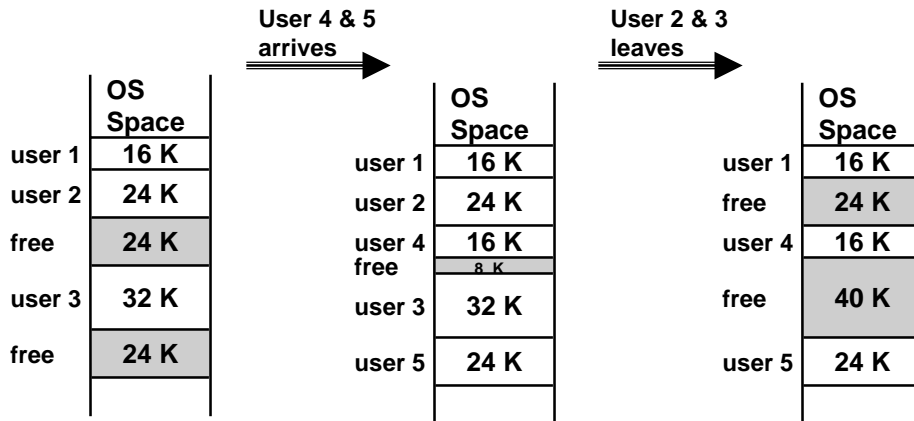 User 4 & 5
arrives
User 2 & 3
leaves
OS
Space
user 1 16 K
user 2 24 K
free 24 K
user 3 32 K
free 24 K
OS
Space
user 1 16 K
user 2 24 K
user 4 16 K
free 8 K
user 3 32 K
user 5 24 K
OS
Space
user 1 16 K
free 24 K
user 4 16 K
free 40 K
user 5 24 K